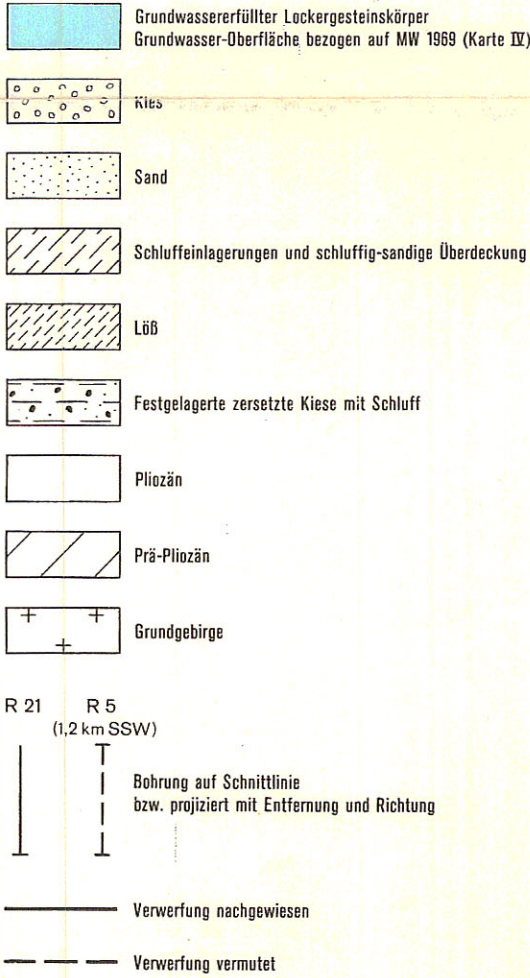 Grundwassererfüllter Lockergesteinskörper
Grundwasser-Oberfläche bezogen auf MW 1969 (Karte IV)
Kies
Sand
Schluffeinlagerungen und schluffig-sandige Überdeckung
Löß
Festgelagerte zersetzte Kiese mit Schluff
Pliozän
Prä-Pliozän
Grundgebirge
R 21 R 5
(1,2 km SSW)
Bohrung auf Schnittlinie
bzw. projiziert mit Entfernung und Richtung
Verwerfung nachgewiesen
Verwerfung vermutet